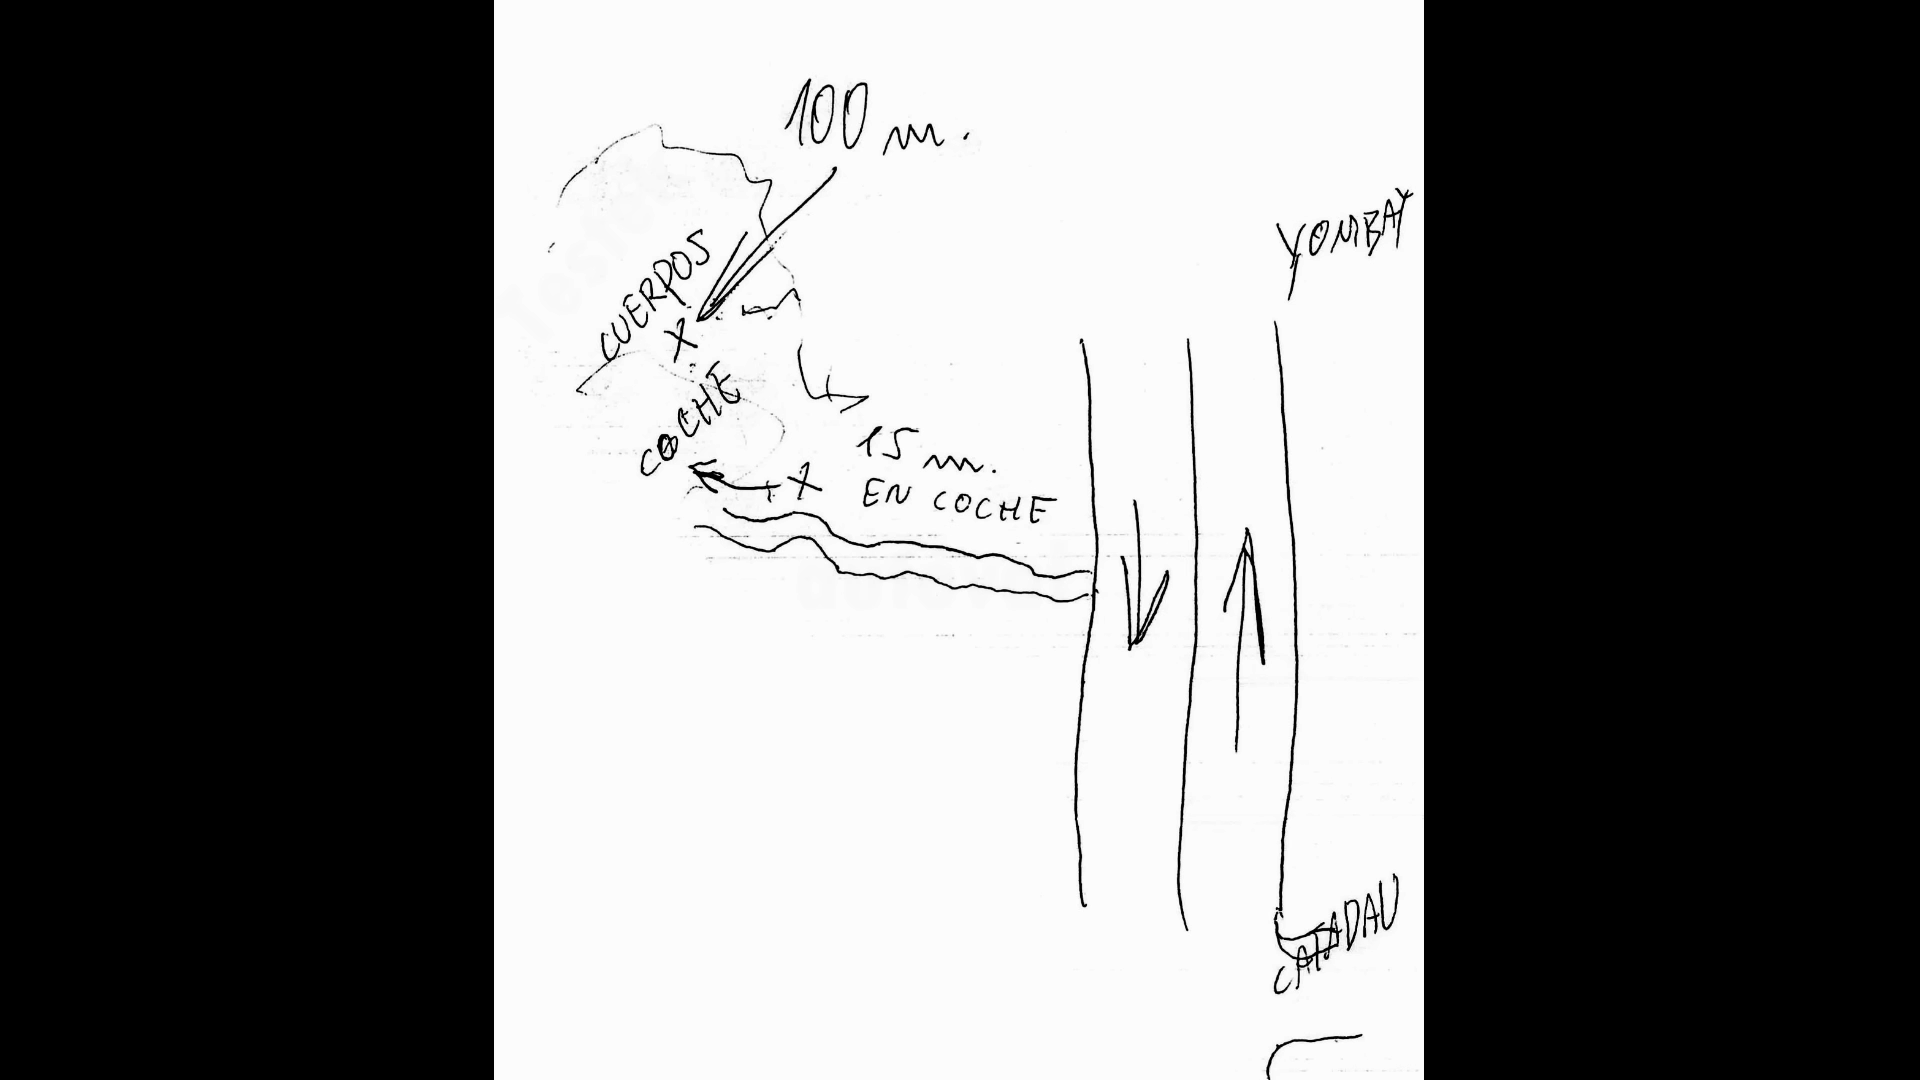 100 m.
YOMBAY
CUERPOS
X
COCHE
X
15 m.
EN COCHE
CATADAU